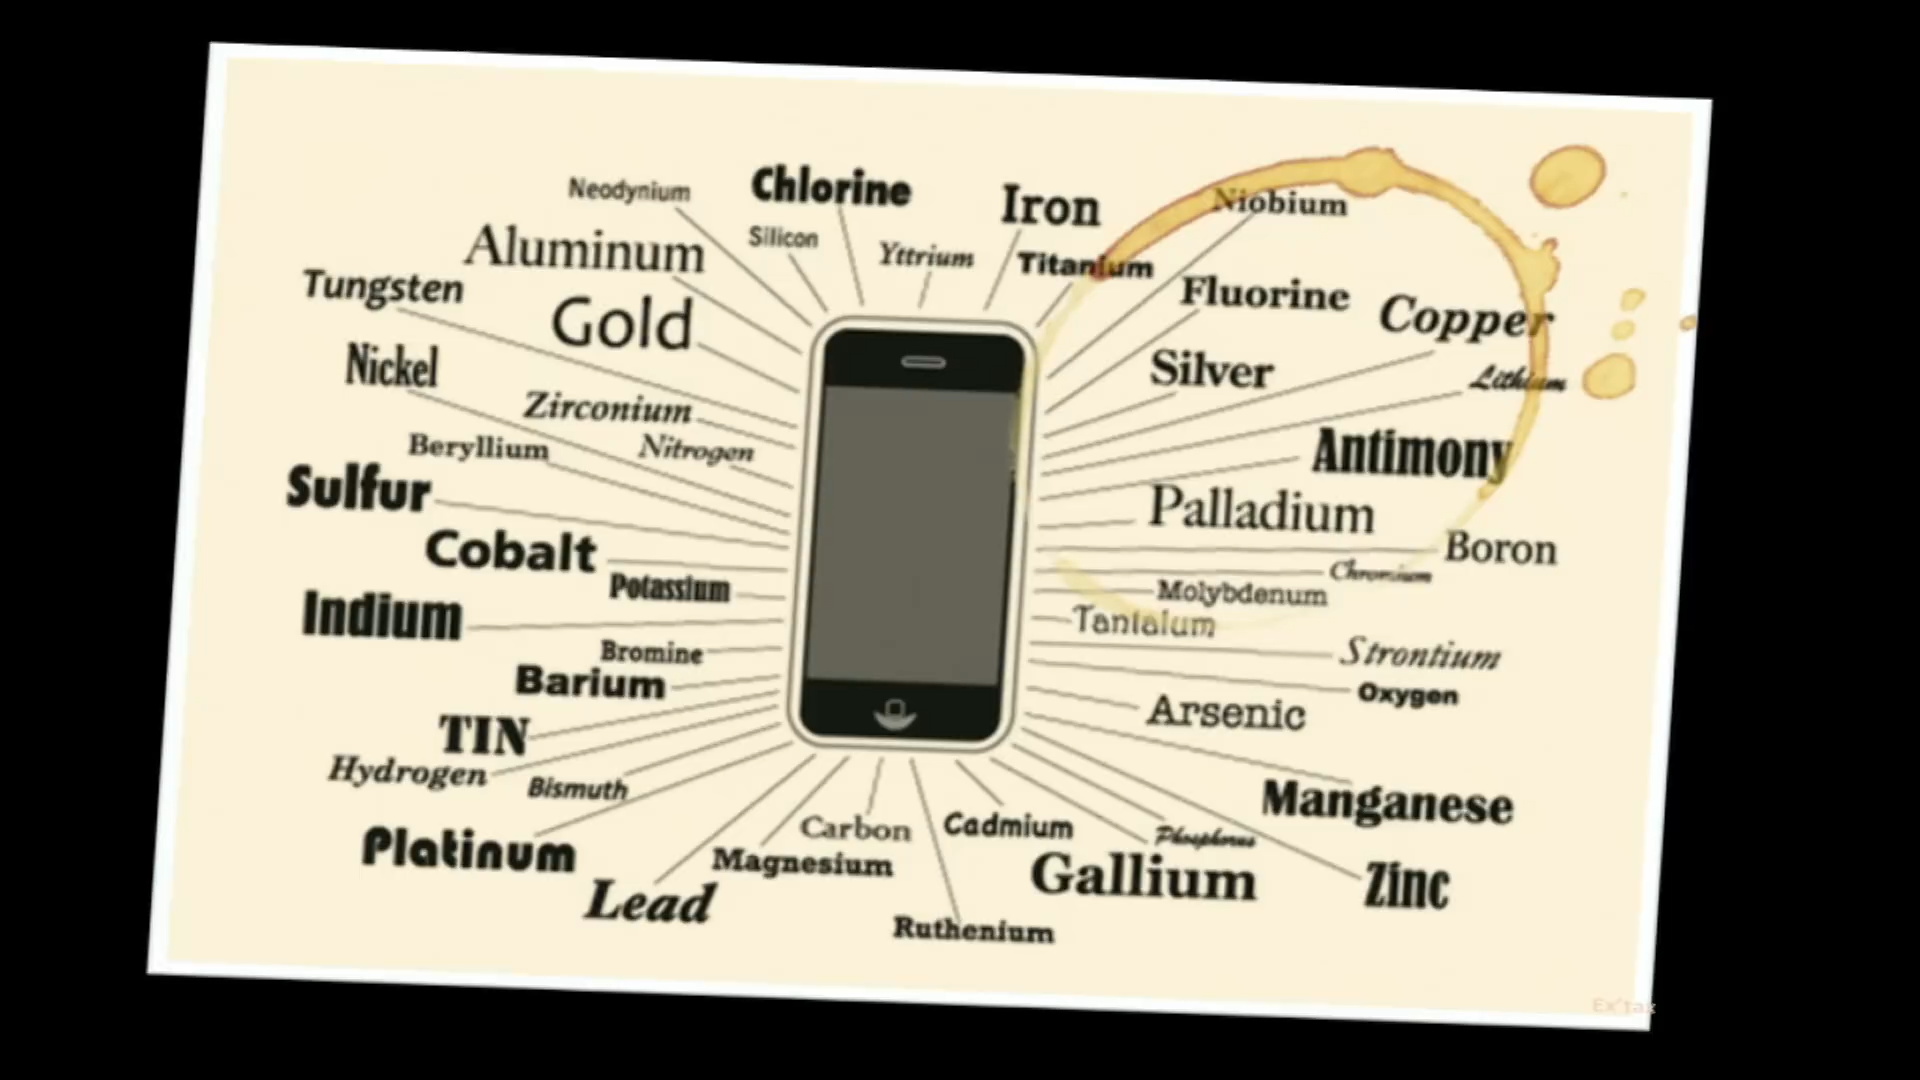 Neodynium
Chlorine
Iron
Niobium
Aluminum
Silicon
Yttrium
Titanium
Tungsten
Gold
Fluorine
Copper
Nickel
Silver
Lithium
Zirconium
Beryllium
Nitrogen
Antimony
Sulfur
Palladium
Cobalt
Boron
Potassium
Chromium
Molybdenum
Indium
Tantalum
Bromine
Strontium
Barium
Oxygen
TIN
Arsenic
Hydrogen
Bismuth
Manganese
Platinum
Carbon
Cadmium
Phosphorus
Magnesium
Gallium
Zinc
Lead
Ruthenium
Ex'tax